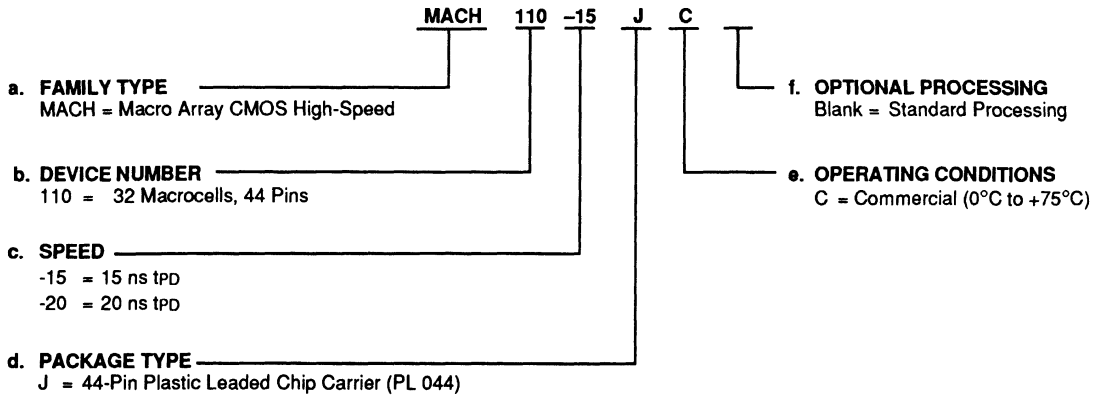 MACH 110 –15 J C
a. FAMILY TYPE
MACH = Macro Array CMOS High-Speed
f. OPTIONAL PROCESSING
Blank = Standard Processing
b. DEVICE NUMBER
110 = 32 Macrocells, 44 Pins
e. OPERATING CONDITIONS
C = Commercial (0°C to +75°C)
c. SPEED
-15 = 15 ns tPD
-20 = 20 ns tPD
d. PACKAGE TYPE
J = 44-Pin Plastic Leaded Chip Carrier (PL 044)